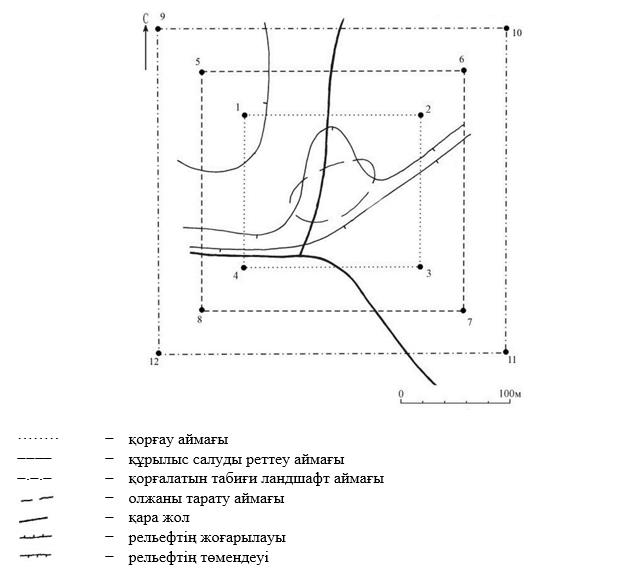 С
9
10
5
6
1
2
4
3
8
7
12
11
0 100м
– қорғау аймағы
– құрылыс салуды реттеу аймағы
– қорғалатын табиғи ландшафт аймағы
– олжаны тарату аймағы
– қара жол
– рельефтің жоғарылауы
– рельефтің төмендеуі